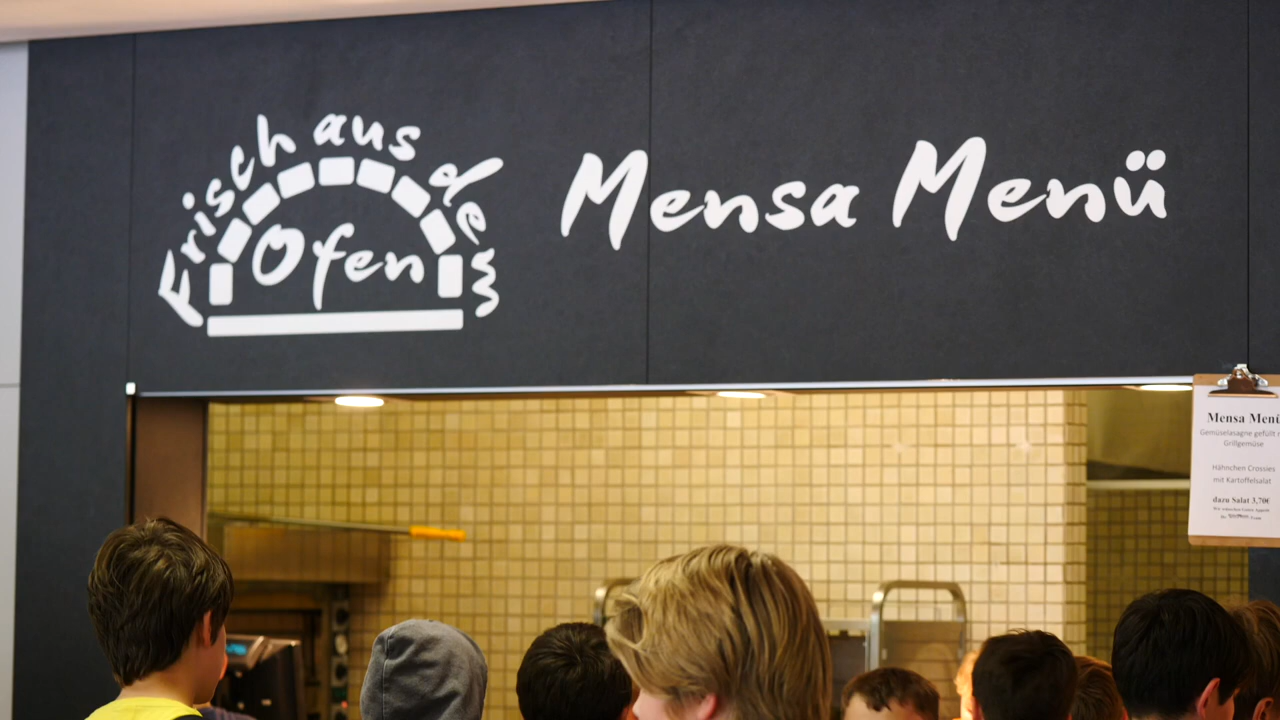 Frisch aus dem
Ofen
Mensa Menü
Mensa Menü
Gemüselasagne gefüllt
Grillgemüse
Hähnchen Crossies
mit Kartoffelsalat
dazu Salat 3,70€